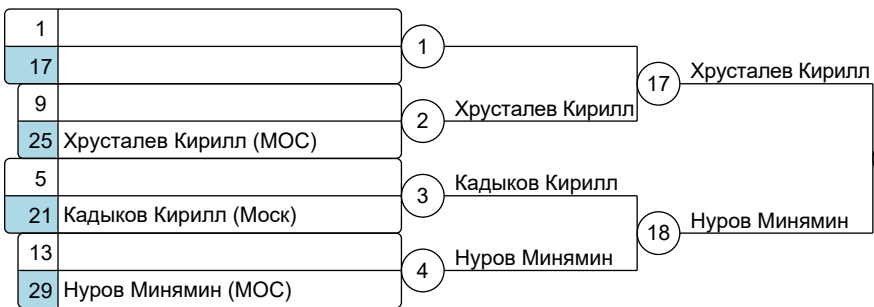 1
17
1
9
25 Хрусталев Кирилл (МОС)
2
Хрусталев Кирилл
17
Хрусталев Кирилл
5
21 Кадыков Кирилл (Моск)
3
Кадыков Кирилл
13
29 Нуров Минямин (МОС)
4
Нуров Минямин
18
Нуров Минямин